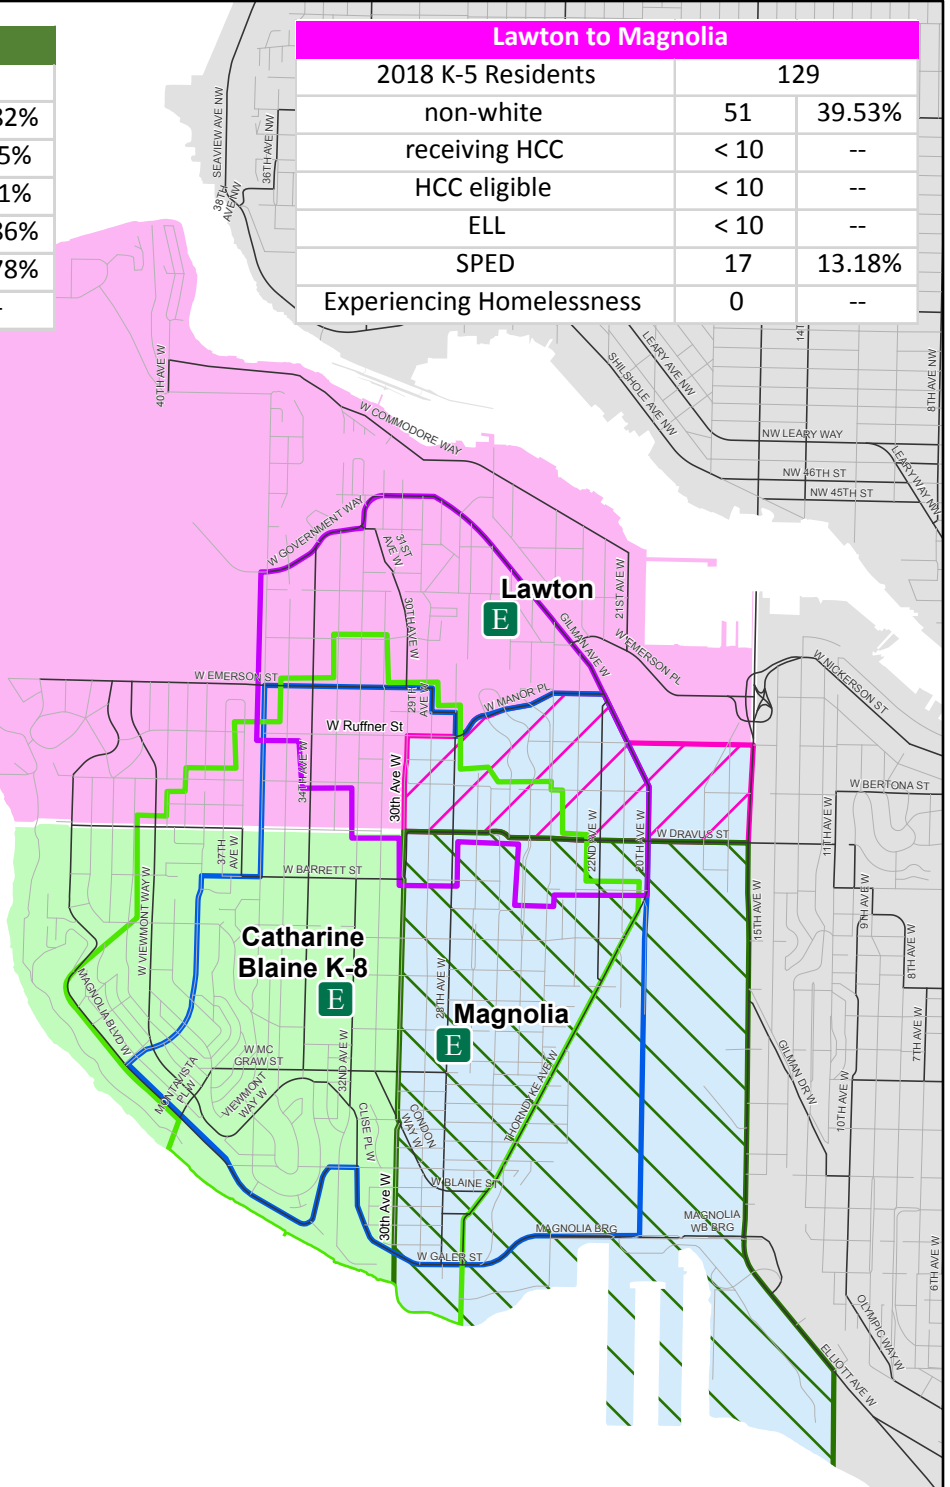 32%
5%
1%
36%
78%
-
Lawton to Magnolia
2018 K-5 Residents 129
non-white 51 39.53%
receiving HCC < 10 --
HCC eligible < 10 --
ELL < 10 --
SPED 17 13.18%
Experiencing Homelessness 0 --
SEAVIEW AVE NW
36TH AVE NW
38TH
AVE NW
40TH AVE W
W COMMODORE WAY
SHILSHOLE AVE NW
LEARY AVE NW
14T
8TH AVE NW
NW LEARY WAY
NW 46TH ST
NW 45TH ST
LEARY WAY NW
W GOVERNMENT WAY
31ST
AVE W
30TH AVE W
Lawton
E
GILMAN AVE W
21ST AVE W
W EMERSON PL
W NICKERSON ST
W EMERSON ST
29TH
AVE W
W MANOR PL
W Ruffner St
34TH AVE W
30th Ave W
W BERTONA ST
11TH AVE W
37TH
AVE W
W BARRETT ST
22ND AVE W
20TH AVE W
W DRAVUS ST
W VIEWMONT WAY W
15TH AVE W
9TH AVE W
8TH AVE W
Catharine
Blaine K-8
E
MAGNOLIA BLVD W
28TH AVE W
Magnolia
E
W MC
GRAW ST
32ND AVE W
MONTAVISTA
PL W
VIEWMONT
WAY W
CLISE PL W
CONDON
WAY W
THORNDYKE AVE W
GILMAN DR W
7TH AVE W
10TH AVE W
W BLAINE ST
30th Ave W
W GALER ST
MAGNOLIA BRG
MAGNOLIA
WB BRG
6TH AVE W
OLYMPIC WAY W
ELLIOTT AVE W